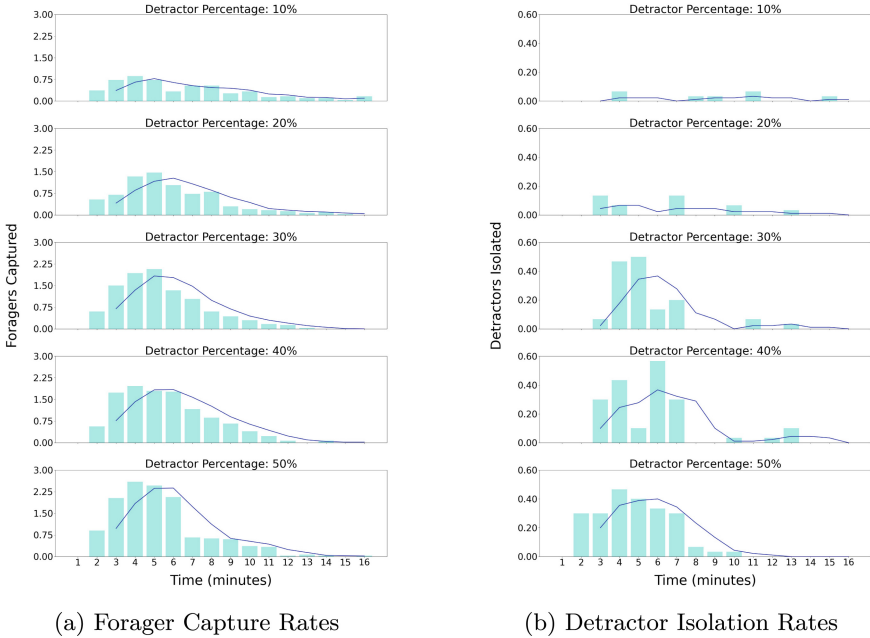 Detractor Percentage: 10%
3.00
2.25
1.50
0.75
0.00
Detractor Percentage: 20%
3.00
2.25
1.50
0.75
0.00
Detractor Percentage: 30%
3.00
2.25
1.50
0.75
0.00
Detractor Percentage: 40%
3.00
2.25
1.50
0.75
0.00
Detractor Percentage: 50%
3.00
2.25
1.50
0.75
0.00
1 2 3 4 5 6 7 8 9 10 11 12 13 14 15 16
Time (minutes)
Foragers Captured
(a) Forager Capture Rates
Detractor Percentage: 10%
0.60
0.40
0.20
0.00
Detractor Percentage: 20%
0.60
0.40
0.20
0.00
Detractor Percentage: 30%
0.60
0.40
0.20
0.00
Detractor Percentage: 40%
0.60
0.40
0.20
0.00
Detractor Percentage: 50%
0.60
0.40
0.20
0.00
1 2 3 4 5 6 7 8 9 10 11 12 13 14 15 16
Time (minutes)
Detractors Isolated
(b) Detractor Isolation Rates